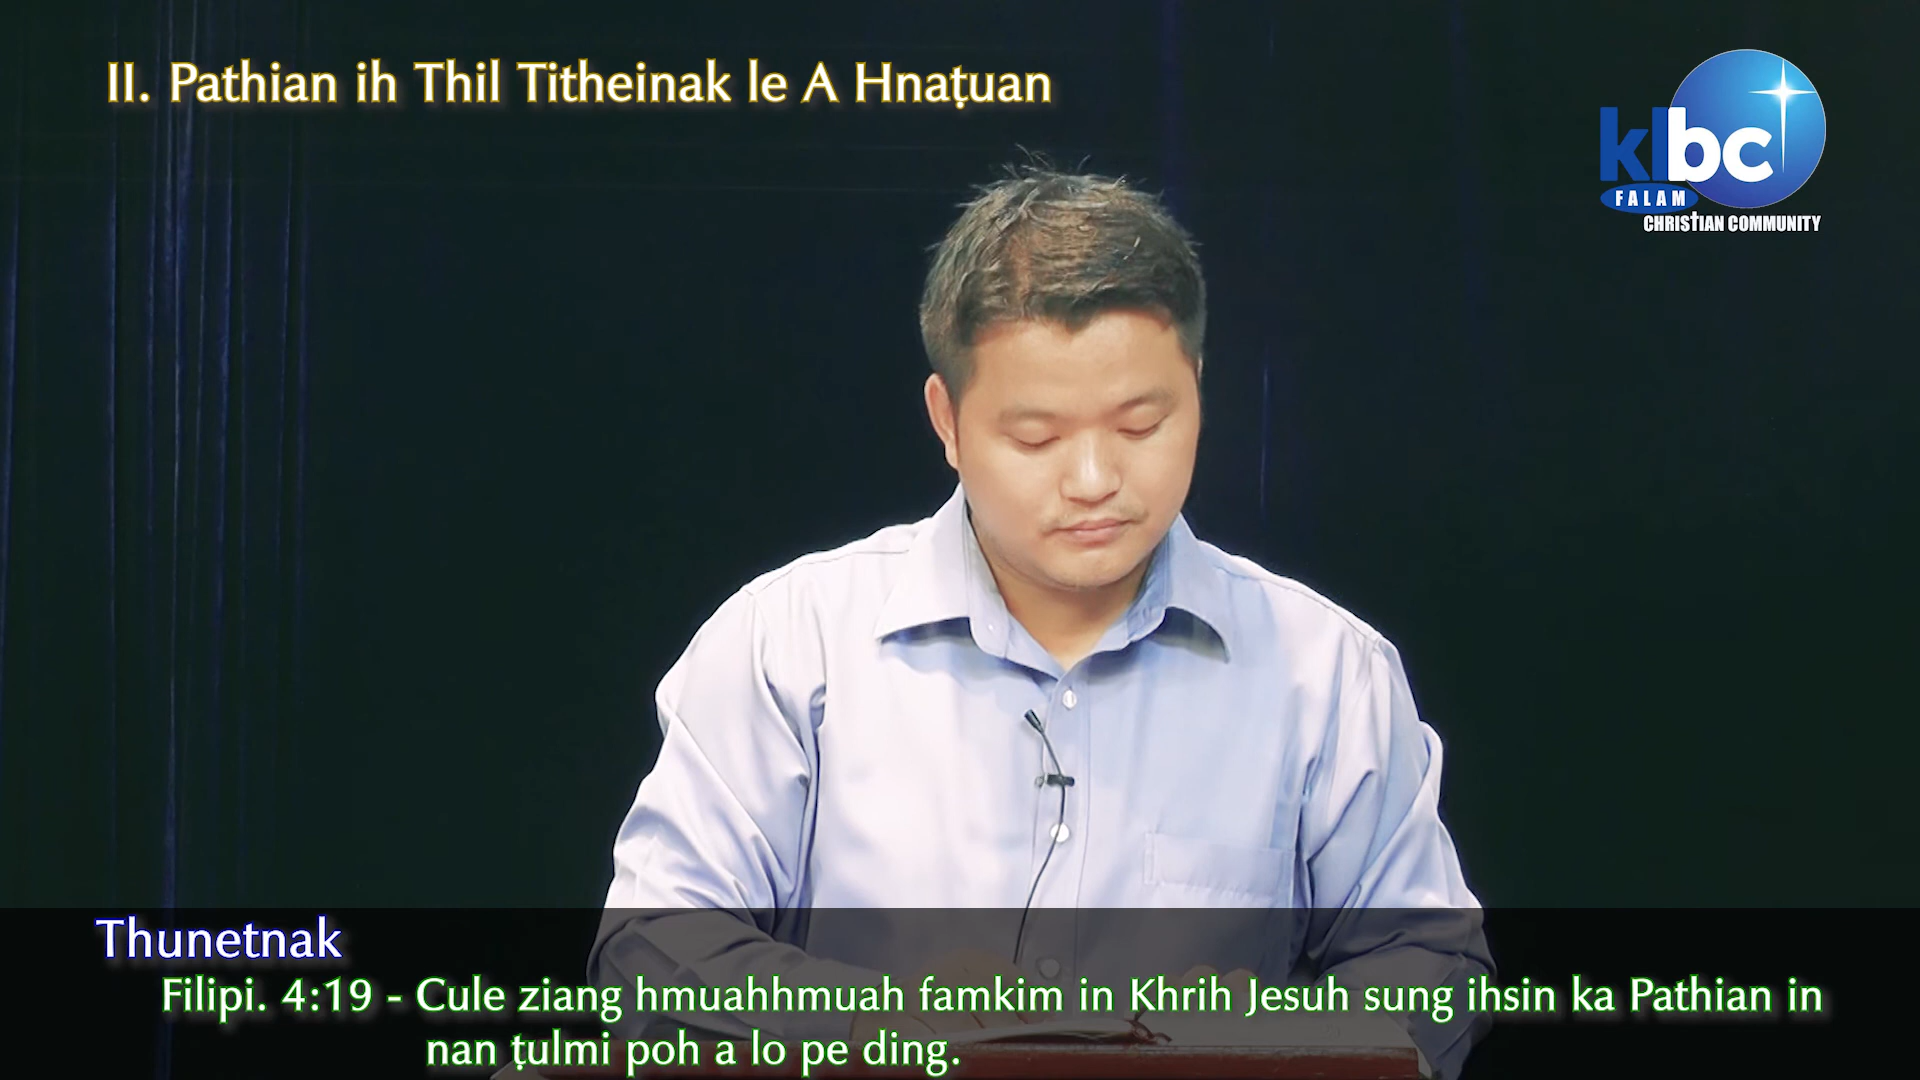 II. Pathian ih Thil Titheinak le A Hnaṭuan
klbc
FALAM
CHRISTIAN COMMUNITY
Thunetnak
Filipi. 4:19 - Cule ziang hmuahhmuah famkim in Khrih Jesuh sung ihsin ka Pathian in
nan ṭulmi poh a lo pe ding.